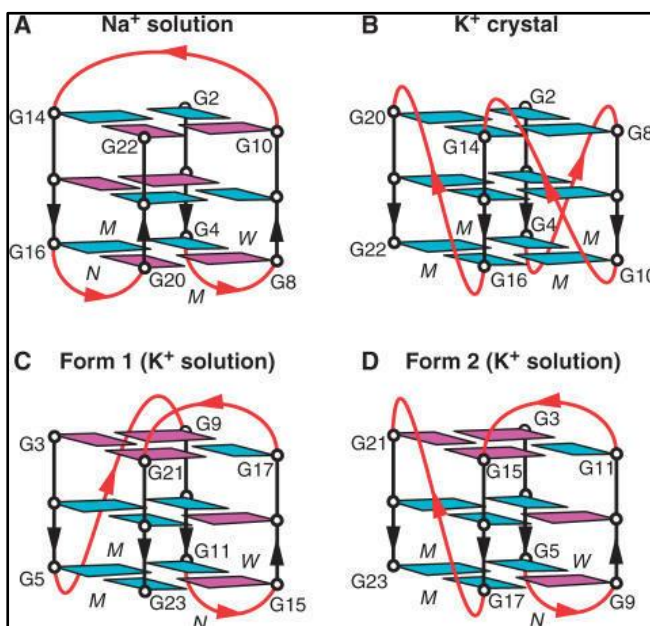 A Na⁺ solution
G14 G2
G22 G10
M
G16 G4 W
N G20 M G8
B K⁺ crystal
G20 G2
G14 G8
G4
M M
G22 M G16 M G10
C Form 1 (K⁺ solution)
G3 G9
G21 G17
M
G5 G11 W
M G23 N G15
D Form 2 (K⁺ solution)
G21 G3
G15 G11
M G5 W
G23 M G17 N G9